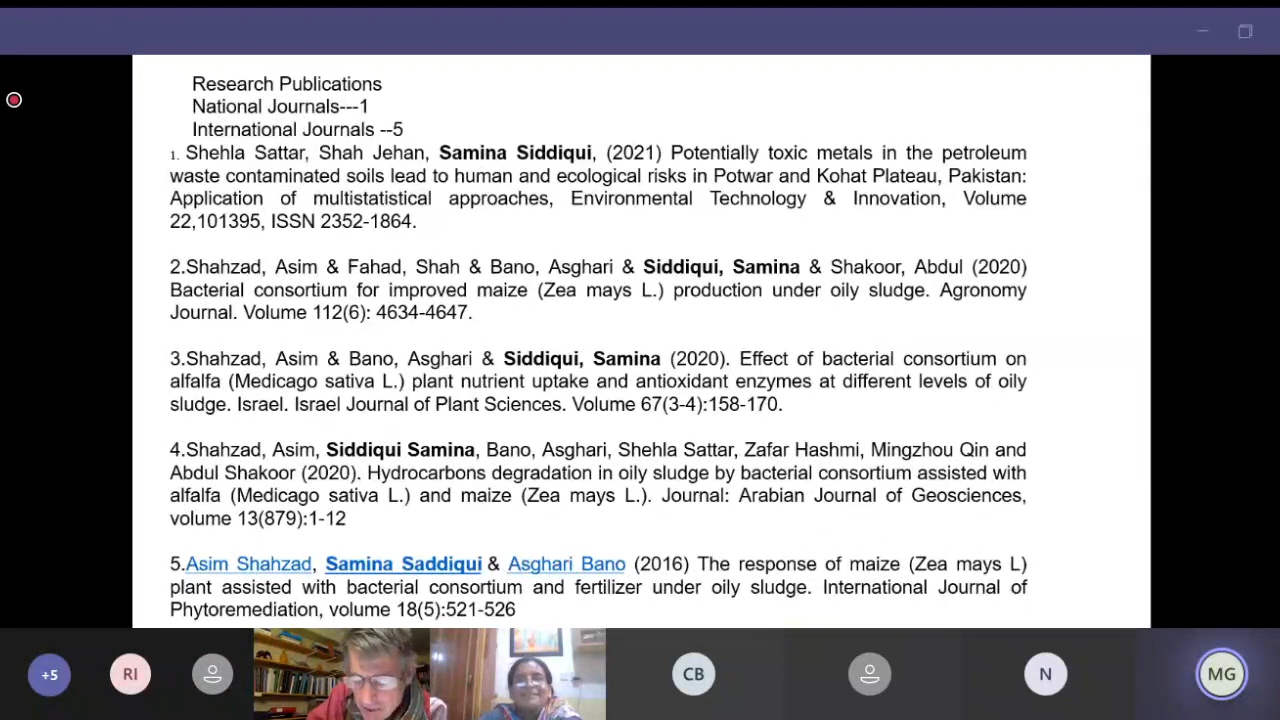 Research Publications
National Journals---1
International Journals --5
1. Shehla Sattar, Shah Jehan, Samina Siddiqui, (2021) Potentially toxic metals in the petroleum
waste contaminated soils lead to human and ecological risks in Potwar and Kohat Plateau, Pakistan:
Application of multistatistical approaches, Environmental Technology & Innovation, Volume
22,101395, ISSN 2352-1864.
2.Shahzad, Asim & Fahad, Shah & Bano, Asghari & Siddiqui, Samina & Shakoor, Abdul (2020)
Bacterial consortium for improved maize (Zea mays L.) production under oily sludge. Agronomy
Journal. Volume 112(6): 4634-4647.
3.Shahzad, Asim & Bano, Asghari & Siddiqui, Samina (2020). Effect of bacterial consortium on
alfalfa (Medicago sativa L.) plant nutrient uptake and antioxidant enzymes at different levels of oily
sludge. Israel. Israel Journal of Plant Sciences. Volume 67(3-4):158-170.
4.Shahzad, Asim, Siddiqui Samina, Bano, Asghari, Shehla Sattar, Zafar Hashmi, Mingzhou Qin and
Abdul Shakoor (2020). Hydrocarbons degradation in oily sludge by bacterial consortium assisted with
alfalfa (Medicago sativa L.) and maize (Zea mays L.). Journal: Arabian Journal of Geosciences,
volume 13(879):1-12
5.Asim Shahzad, Samina Saddiqui & Asghari Bano (2016) The response of maize (Zea mays L)
plant assisted with bacterial consortium and fertilizer under oily sludge. International Journal of
Phytoremediation, volume 18(5):521-526
+5 RI CB N MG